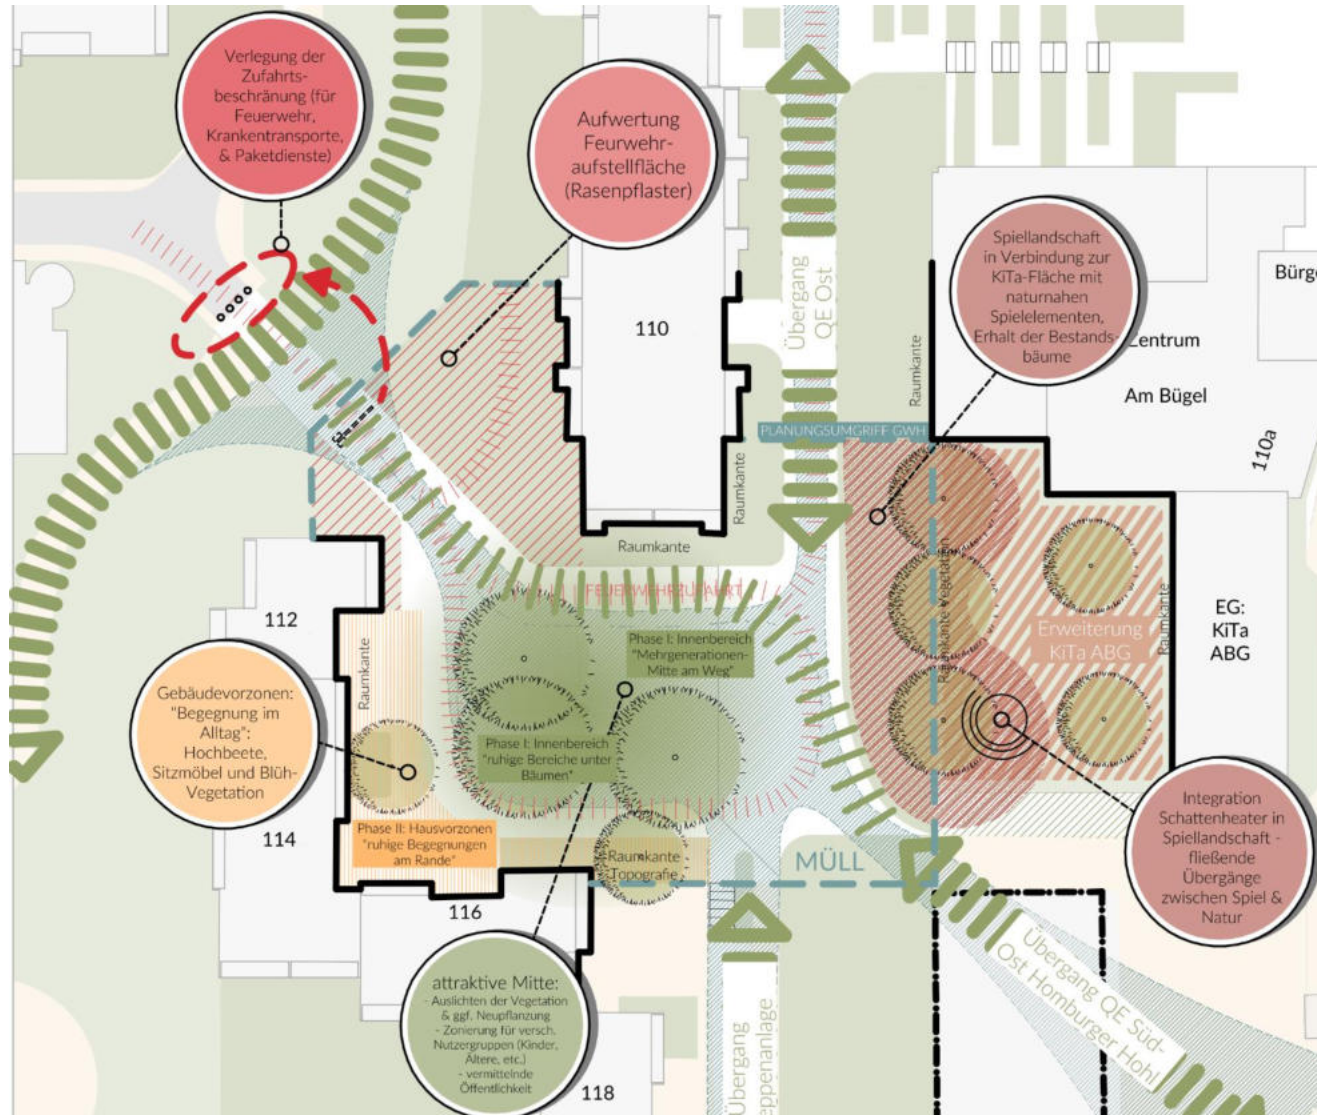 Verlegung der
Zufahrts-
beschränung (für
Feuerwehr,
Krankentransporte,
& Paketdienste)
Aufwertung
Feurwehr-
aufstellfläche
(Rasenpflaster)
Spiellandschaft
in Verbindung zur
KiTa-Fläche mit
naturnahen
Spielelementen,
Erhalt der Bestands-
bäume
Übergang
QE Ost
110
Bürge
Zentrum
Am Bügel
110a
Raumkante
PLANUNGSUMGRIFF GWH
Raumkante
Raumkante
FEUERWEHRZUFAHRT
112
Raumkante
Phase I: Innenbereich
"Mehrgenerationen-
Mitte am Weg"
Raumkante Vegetation
Erweiterung
KiTa ABG
Raumkante
EG:
KiTa
ABG
Gebäudevorzonen:
"Begegnung im
Alltag":
Hochbeete,
Sitzmöbel und Blüh-
Vegetation
Phase I: Innenbereich
"ruhige Bereiche unter
Bäumen"
114
Phase II: Hausvorzonen
"ruhige Begegnungen
am Rande"
Raumkante
Topografie
MÜLL
Integration
Schattenheater in
Spiellandschaft -
fließende
Übergänge
zwischen Spiel &
Natur
116
attraktive Mitte:
- Auslichten der Vegetation
& ggf. Neupflanzung
- Zonierung für versch.
Nutzergruppen (Kinder,
Ältere, etc.)
- vermittelnde
Öffentlichkeit
118
Übergang
eppenanlage
Übergang QE Süd-
Ost Homburger Hohl